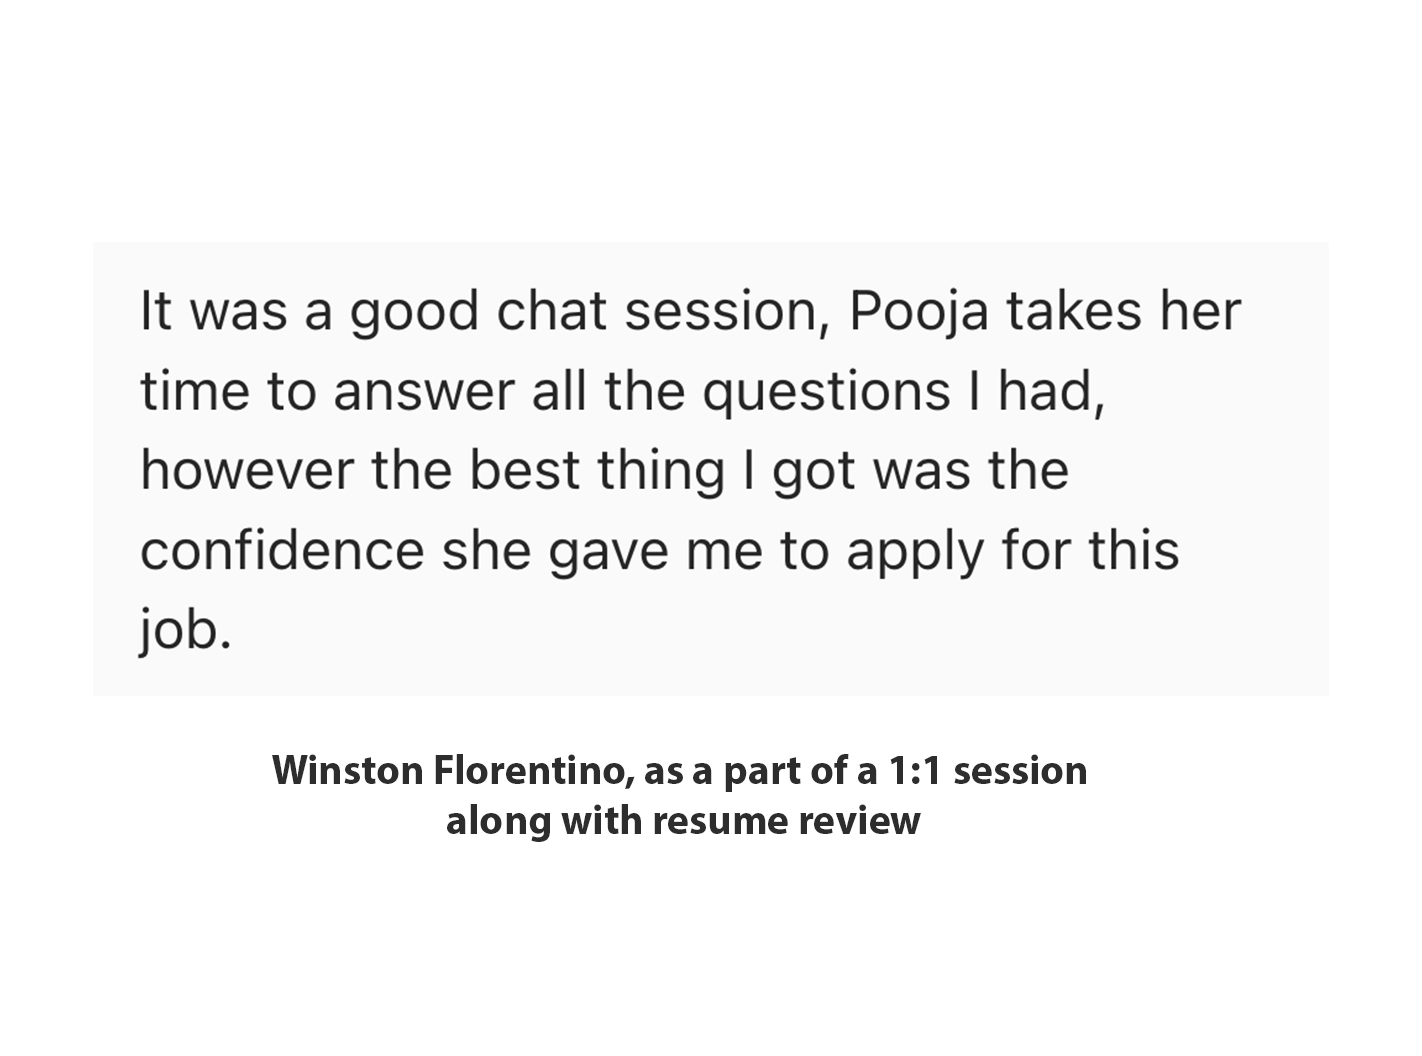 It was a good chat session, Pooja takes her
time to answer all the questions I had,
however the best thing I got was the
confidence she gave me to apply for this
job.
Winston Florentino, as a part of a 1:1 session
along with resume review